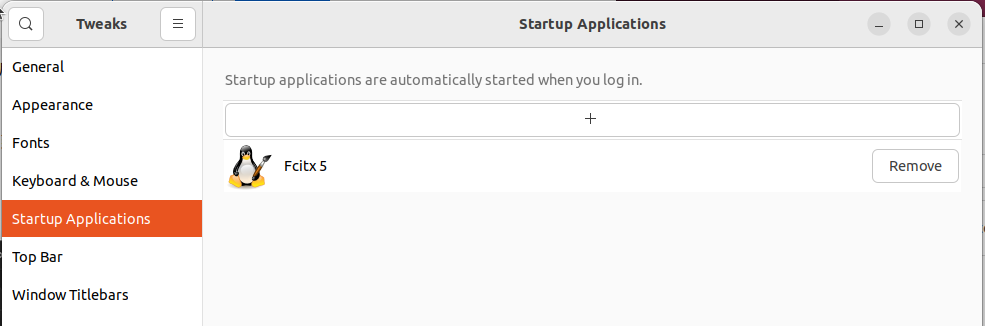 Tweaks
Startup Applications
General
Appearance
Fonts
Keyboard & Mouse
Startup Applications
Top Bar
Window Titlebars
Startup applications are automatically started when you log in.
+
Fcitx 5
Remove